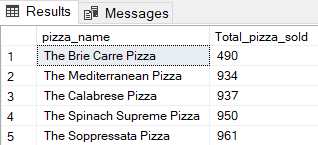 Results Messages
pizza_name Total_pizza_sold
1 The Brie Carre Pizza 490
2 The Mediterranean Pizza 934
3 The Calabrese Pizza 937
4 The Spinach Supreme Pizza 950
5 The Soppressata Pizza 961